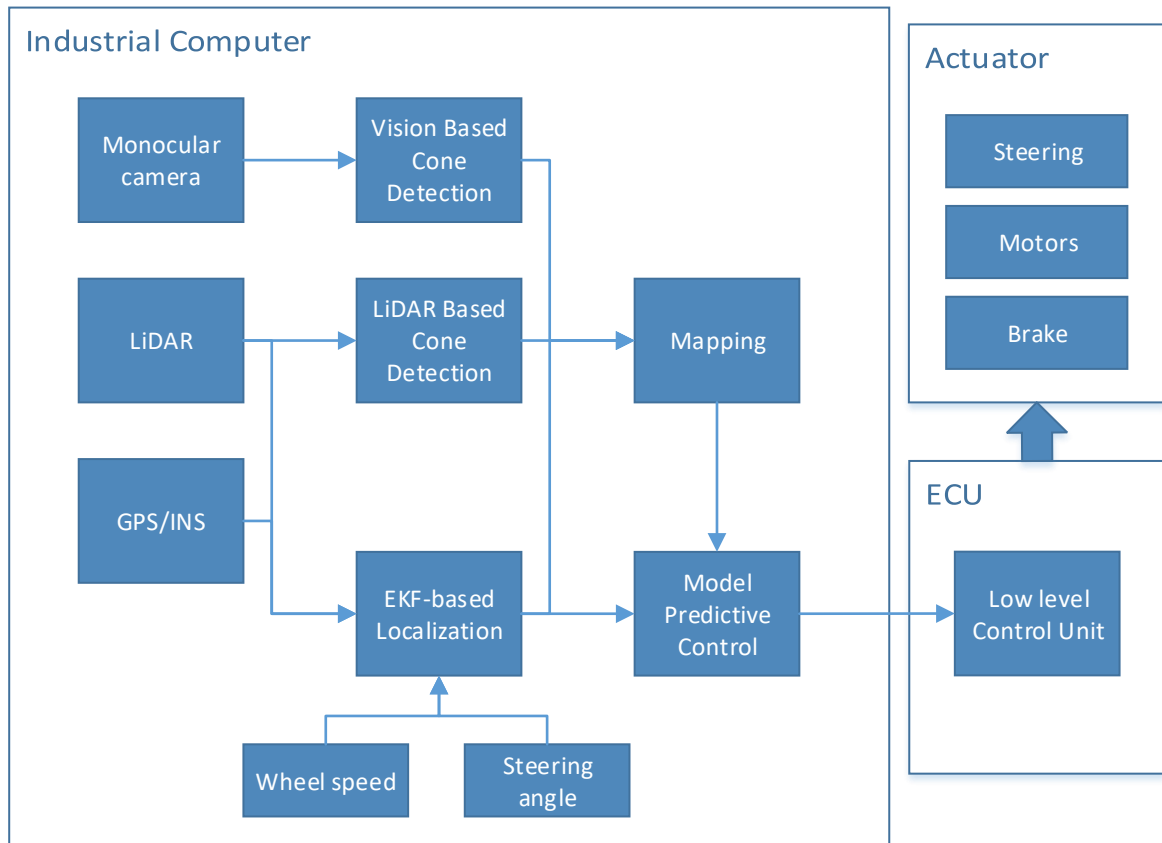 Industrial Computer
Monocular
camera
Vision Based
Cone
Detection
LiDAR
LiDAR Based
Cone
Detection
Mapping
GPS/INS
EKF-based
Localization
Model
Predictive
Control
Wheel speed
Steering
angle
Actuator
Steering
Motors
Brake
ECU
Low level
Control Unit